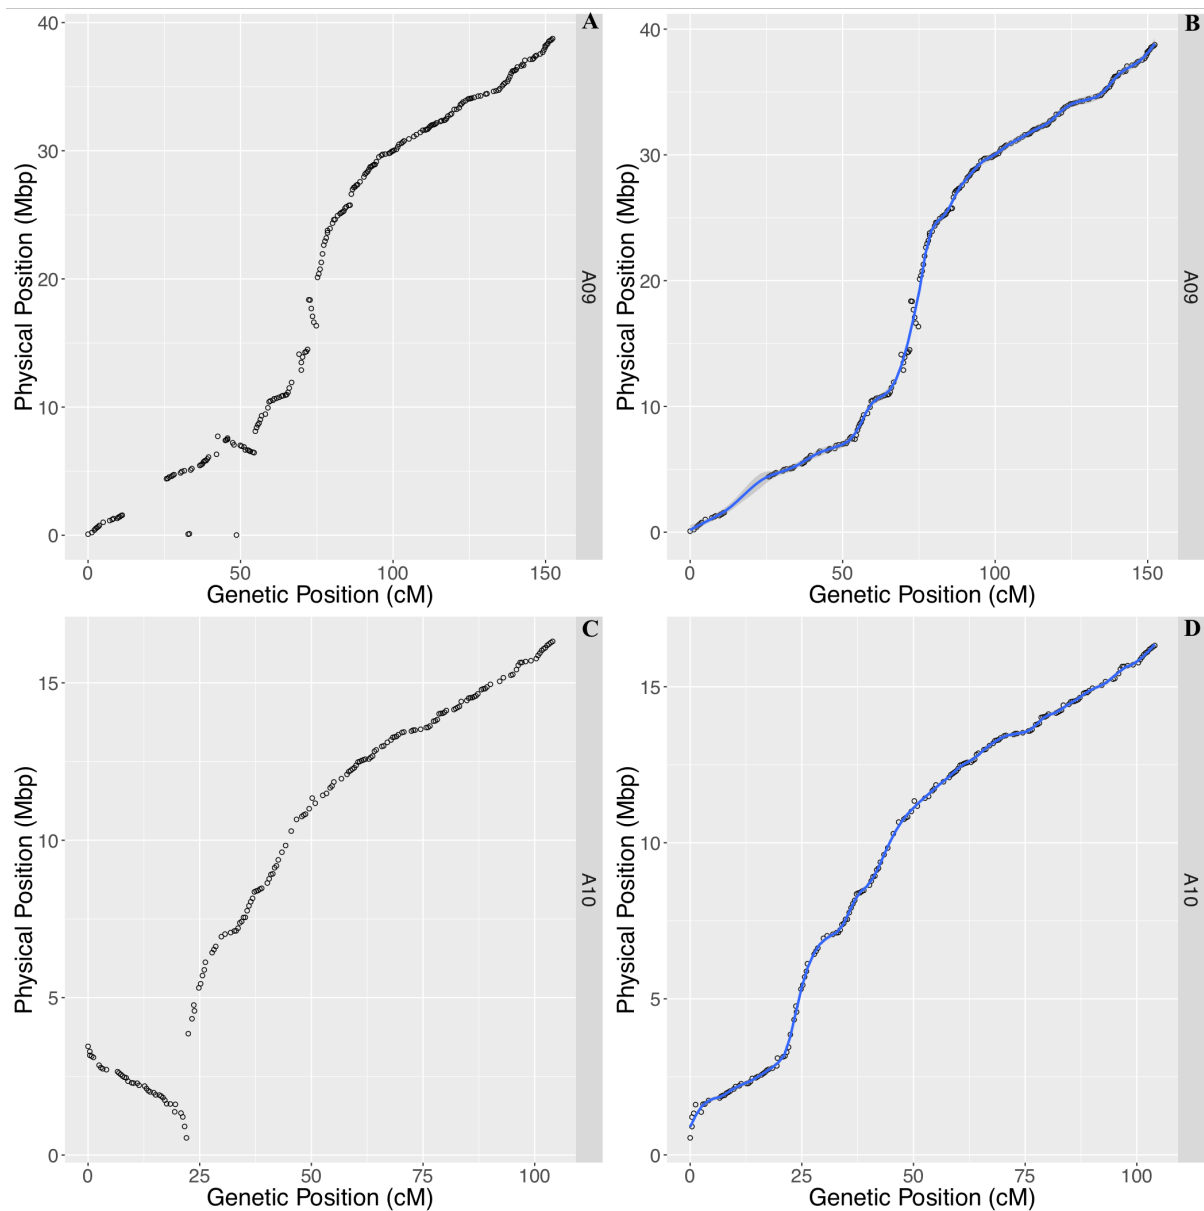 A
40
30
20
10
0
Physical Position (Mbp)
A09
0 50 100 150
Genetic Position (cM)
B
40
30
20
10
0
Physical Position (Mbp)
A09
0 50 100 150
Genetic Position (cM)
C
15
10
5
0
Physical Position (Mbp)
A10
0 25 50 75 100
Genetic Position (cM)
D
15
10
5
0
Physical Position (Mbp)
A10
0 25 50 75 100
Genetic Position (cM)